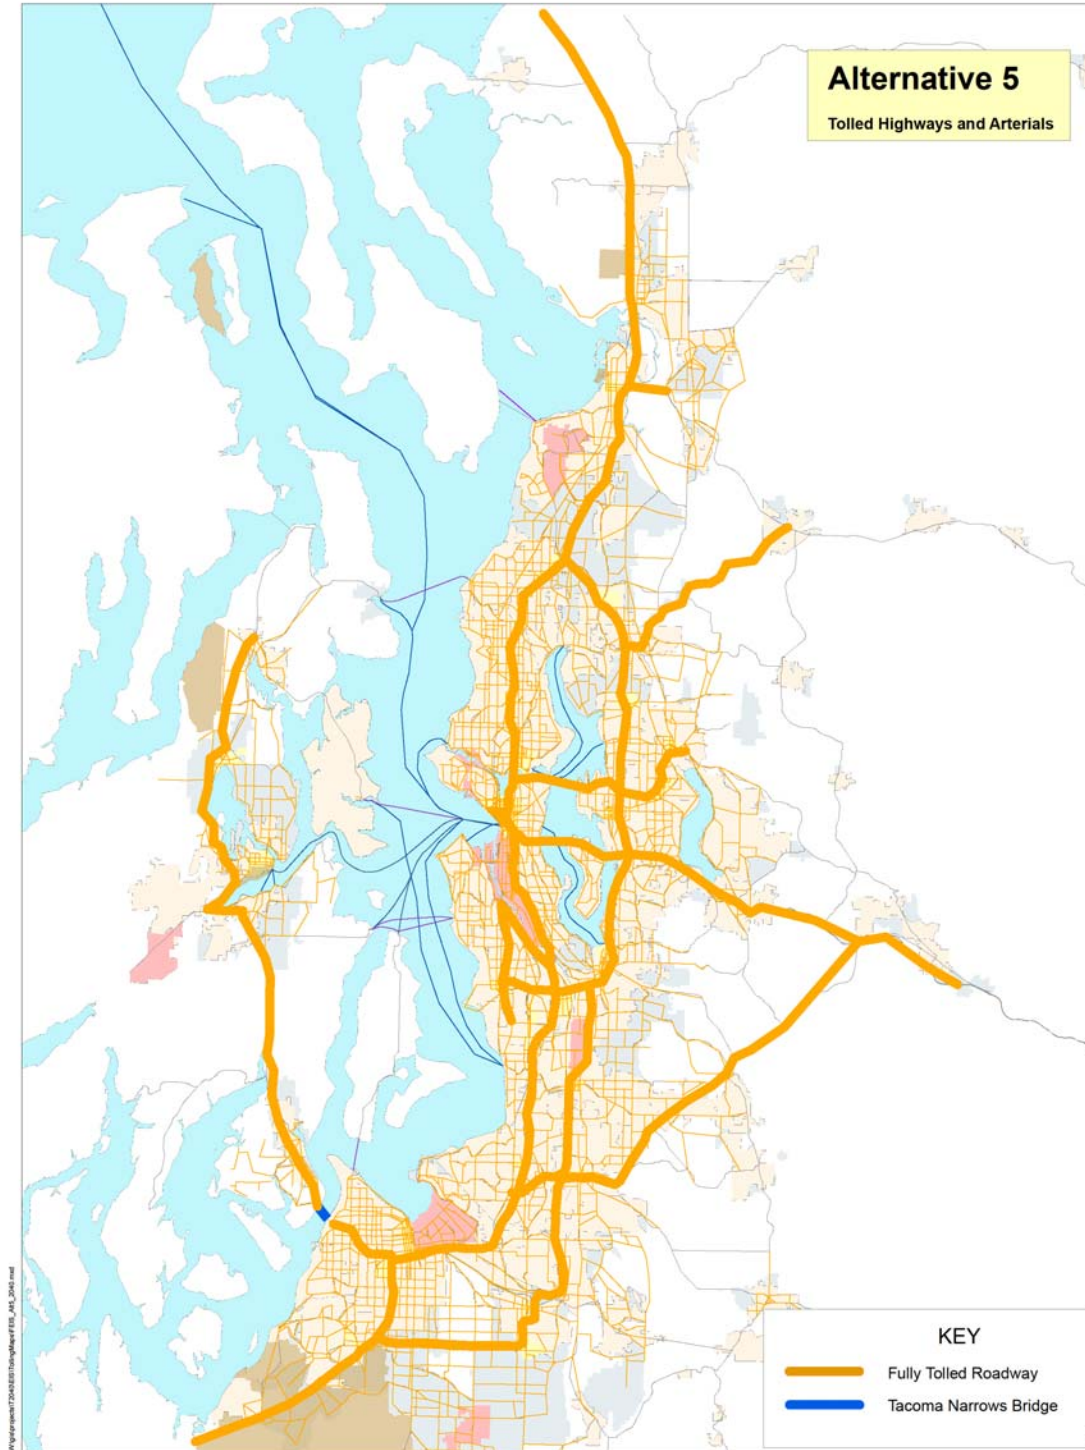 Alternative 5
Tolled Highways and Arterials
KEY
Fully Tolled Roadway
Tacoma Narrows Bridge